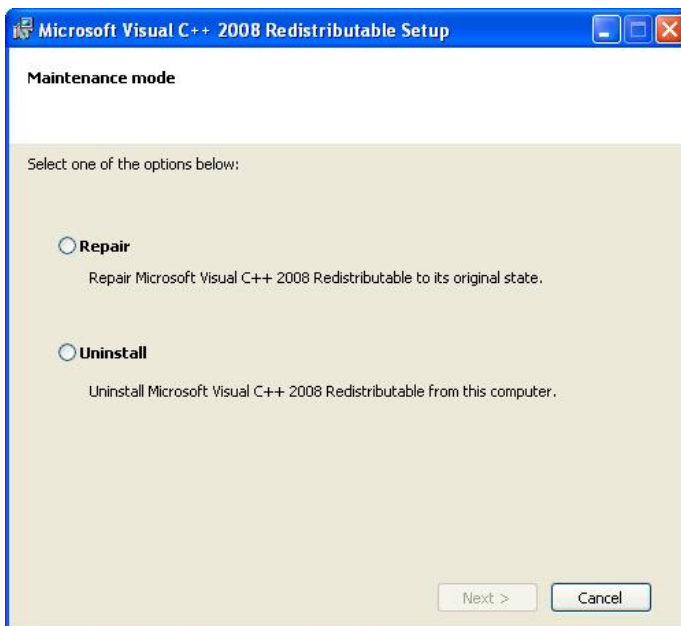 Microsoft Visual C++ 2008 Redistributable Setup
Maintenance mode
Select one of the options below:
Repair
Repair Microsoft Visual C++ 2008 Redistributable to its original state.
Uninstall
Uninstall Microsoft Visual C++ 2008 Redistributable from this computer.
Next > Cancel